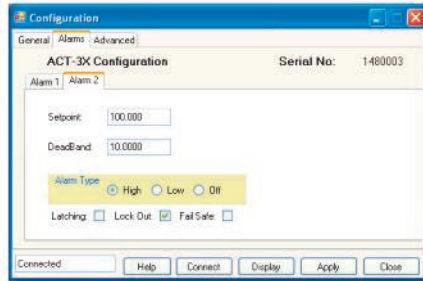 Configuration
General Alarms Advanced
ACT-3X Configuration Serial No: 1480003
Alarm 1 Alarm 2
Setpoint: 100.000
DeadBand: 10.0000
Alarm Type
High Low Off
Latching: Lock Out: Fail Safe:
Connected Help Connect Display Apply Close